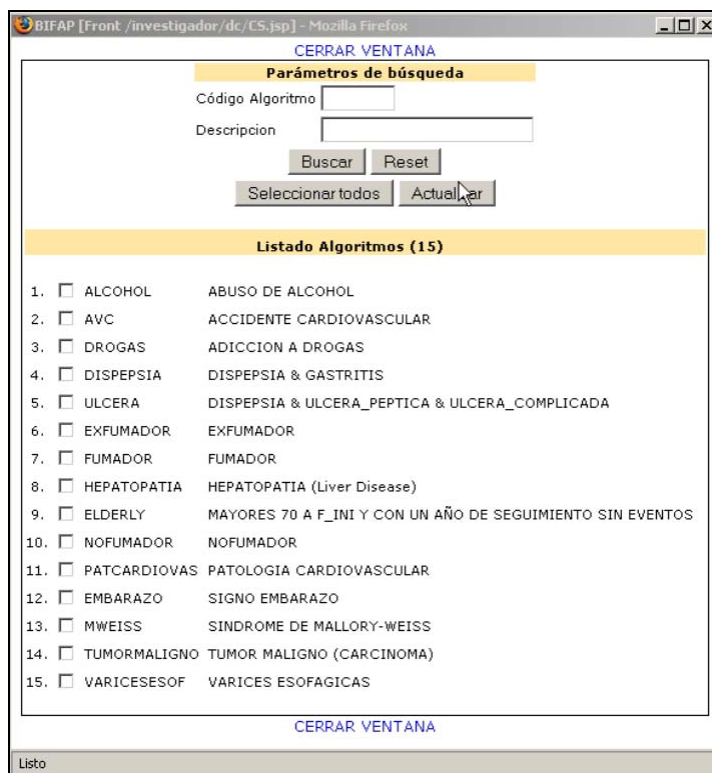 BIFAP [Front /investigador/dc/CS.jsp] - Mozilla Firefox
CERRAR VENTANA
Parámetros de búsqueda
Código Algoritmo
Descripcion
Buscar Reset
Seleccionar todos Actualizar
Listado Algoritmos (15)
1. ALCOHOL ABUSO DE ALCOHOL
2. AVC ACCIDENTE CARDIOVASCULAR
3. DROGAS ADICCION A DROGAS
4. DISPEPSIA DISPEPSIA & GASTRITIS
5. ULCERA DISPEPSIA & ULCERA_PEPTICA & ULCERA_COMPLICADA
6. EXFUMADOR EXFUMADOR
7. FUMADOR FUMADOR
8. HEPATOPATIA HEPATOPATIA (Liver Disease)
9. ELDERLY MAYORES 70 A F_INI Y CON UN AÑO DE SEGUIMIENTO SIN EVENTOS
10. NOFUMADOR NOFUMADOR
11. PATCARDIOVAS PATOLOGIA CARDIOVASCULAR
12. EMBARAZO SIGNO EMBARAZO
13. MWEISS SINDROME DE MALLORY-WEISS
14. TUMORMALIGNO TUMOR MALIGNO (CARCINOMA)
15. VARICESESOF VARICES ESOFAGICAS
CERRAR VENTANA
Listo